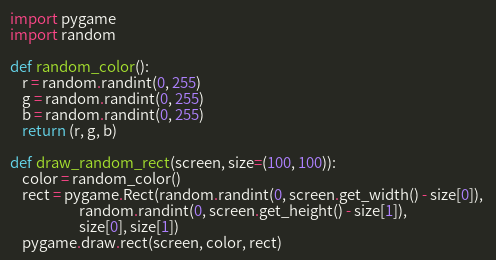 import pygame
import random

def random_color():
    r = random.randint(0, 255)
    g = random.randint(0, 255)
    b = random.randint(0, 255)
    return (r, g, b)

def draw_random_rect(screen, size=(100, 100)):
    color = random_color()
    rect = pygame.Rect(random.randint(0, screen.get_width() - size[0]),
                       random.randint(0, screen.get_height() - size[1]),
                       size[0], size[1])
    pygame.draw.rect(screen, color, rect)